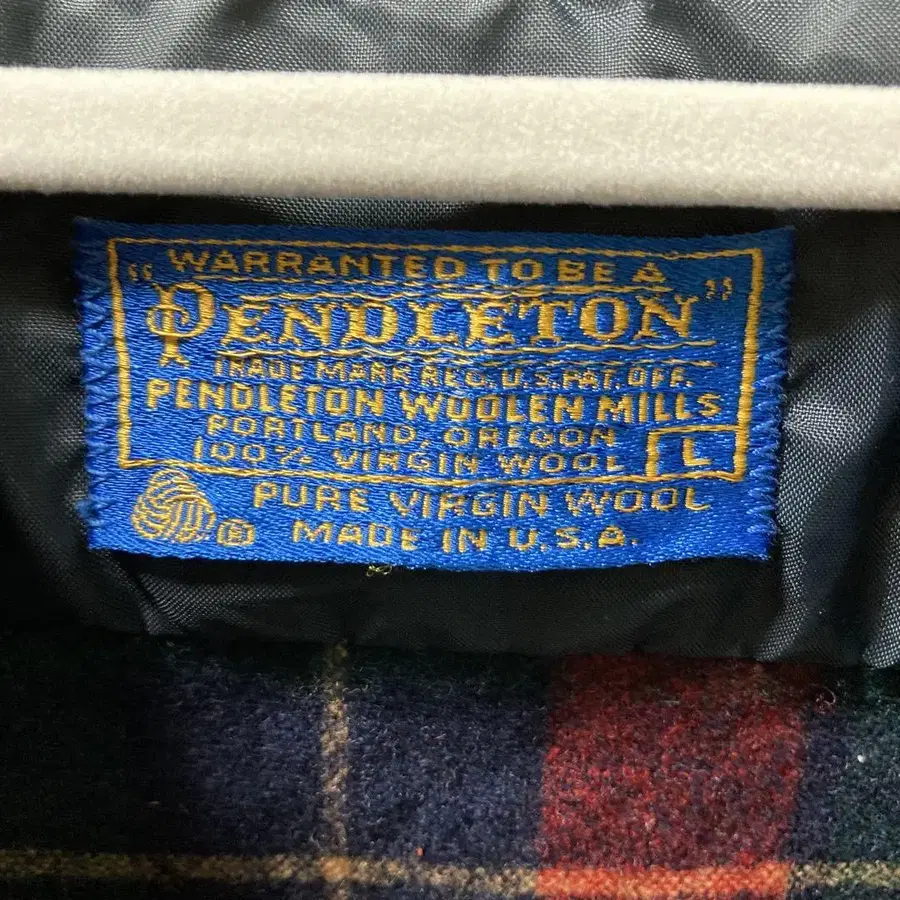 WARRANTED TO BE A
"PENDLETON"
TRADE MARK REG. U.S. PAT. OFF.
PENDLETON WOOLEN MILLS
PORTLAND, OREGON
100% VIRGIN WOOL L
PURE VIRGIN WOOL
® MADE IN U.S.A.